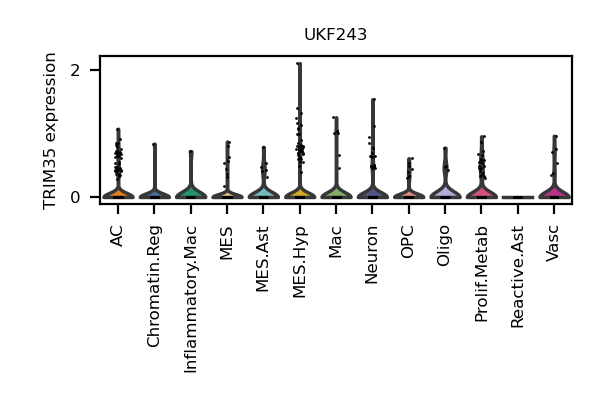 UKF243
TRIM35 expression
2
0
AC
Chromatin.Reg
Inflammatory.Mac
MES
MES.Ast
MES.Hyp
Mac
Neuron
OPC
Oligo
Prolif.Metab
Reactive.Ast
Vasc